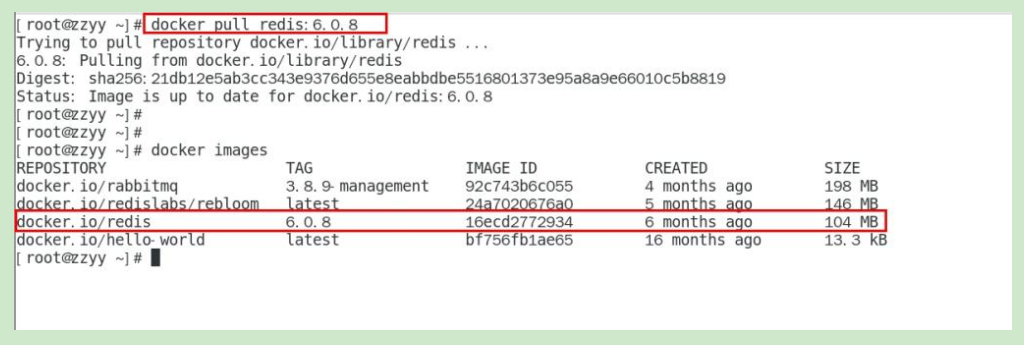 [root@zzyy ~]# docker pull redis:6.0.8
Trying to pull repository docker.io/library/redis ...
6.0.8: Pulling from docker.io/library/redis
Digest: sha256:21db12e5ab3cc343e9376d655e8eabbdbe5516801373e95a8a9e66010c5b8819
Status: Image is up to date for docker.io/redis:6.0.8
[root@zzyy ~]#
[root@zzyy ~]#
[root@zzyy ~]# docker images
REPOSITORY TAG IMAGE ID CREATED SIZE
docker.io/rabbitmq 3.8.9-management 92c743b6c055 4 months ago 198 MB
docker.io/redislabs/rebloom latest 24a7020676a0 5 months ago 146 MB
docker.io/redis 6.0.8 16ecd2772934 6 months ago 104 MB
docker.io/hello-world latest bf756fb1ae65 16 months ago 13.3 kB
[root@zzyy ~]#